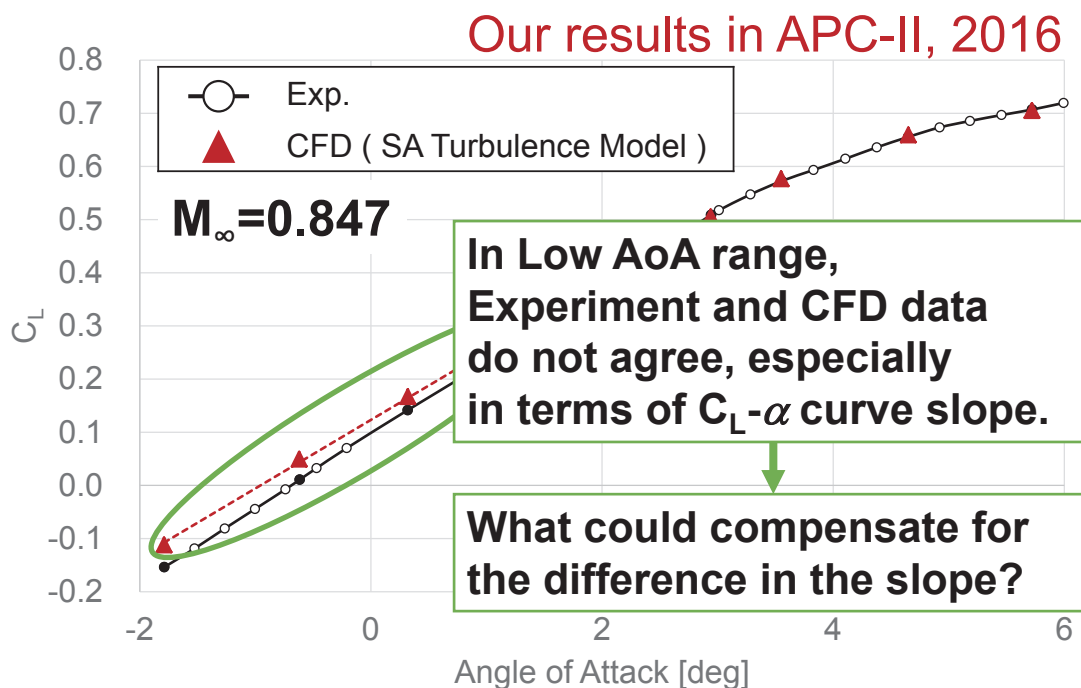 Our results in APC-II, 2016
0.8
0.7
0.6
0.5
0.4
0.3
0.2
0.1
0.0
-0.1
-0.2
C_L
Exp.
CFD ( SA Turbulence Model )
M∞=0.847
In Low AoA range,
Experiment and CFD data
do not agree, especially
in terms of C_L-α curve slope.
What could compensate for
the difference in the slope?
-2 0 2 4 6
Angle of Attack [deg]